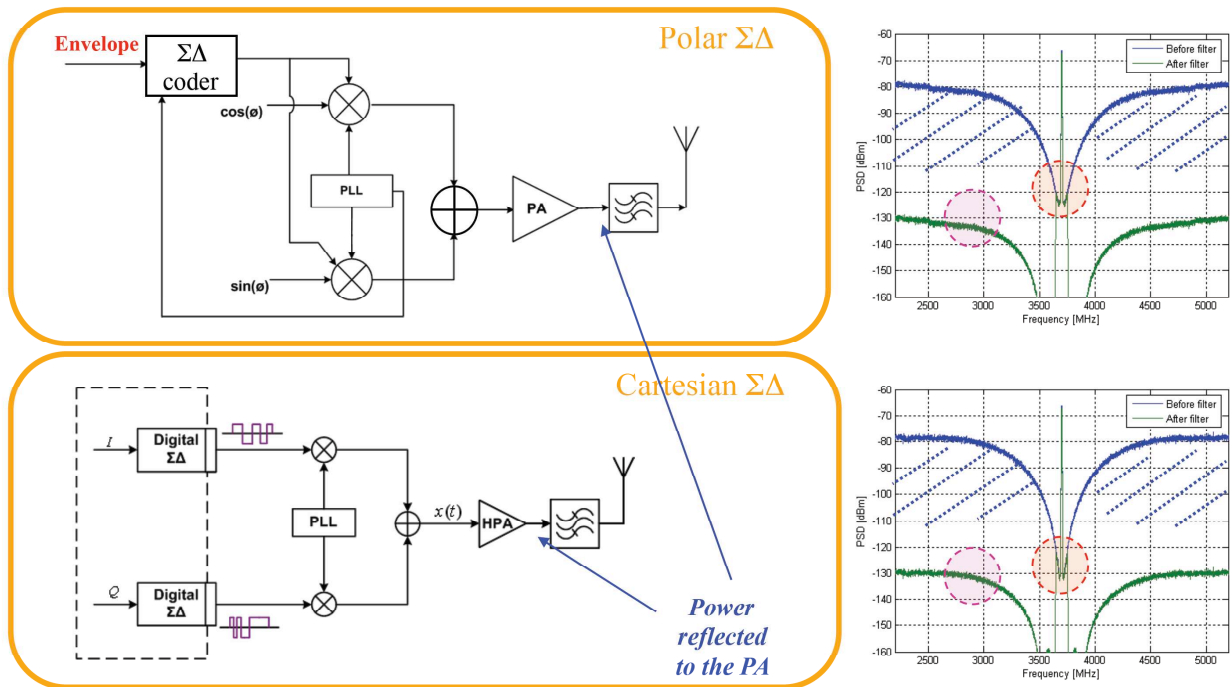 Polar ΣΔ
Envelope
ΣΔ
coder
cos(ø)
PLL
PA
sin(ø)
-60
-70
-80
-90
-100
-110
-120
-130
-140
-150
-160
PSD [dBm]
Before filter
After filter
2500 3000 3500 4000 4500 5000
Frequency [MHz]
Cartesian ΣΔ
I
Digital
ΣΔ
PLL
x(t)
HPA
Q
Digital
ΣΔ
Power
reflected
to the PA
-60
-70
-80
-90
-100
-110
-120
-130
-140
-150
-160
PSD [dBm]
Before filter
After filter
2500 3000 3500 4000 4500 5000
Frequency [MHz]